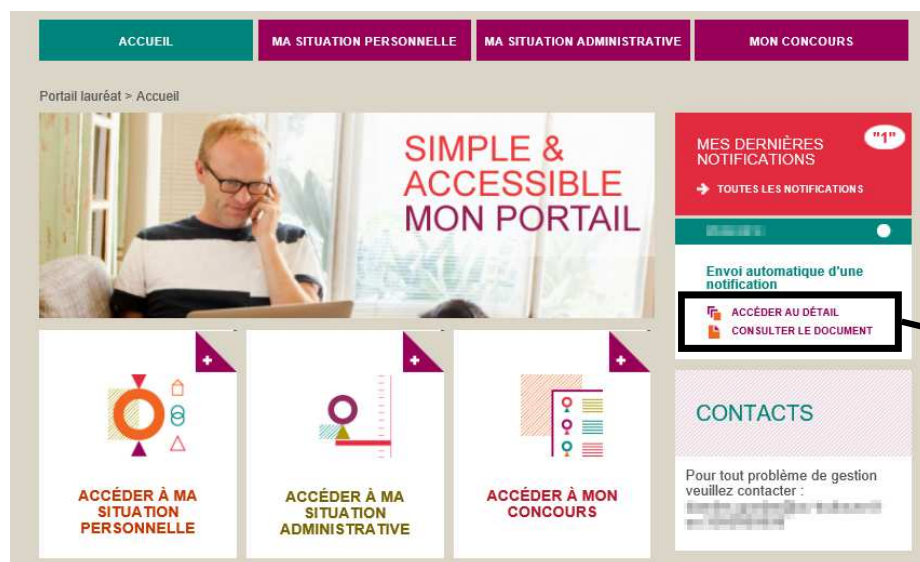 ACCUEIL
MA SITUATION PERSONNELLE
MA SITUATION ADMINISTRATIVE
MON CONCOURS
Portail lauréat > Accueil
SIMPLE &
ACCESSIBLE
MON PORTAIL
MES DERNIÈRES
NOTIFICATIONS
"1"
TOUTES LES NOTIFICATIONS
Envoi automatique d'une
notification
ACCÉDER AU DÉTAIL
CONSULTER LE DOCUMENT
ACCÉDER À MA
SITUATION
PERSONNELLE
ACCÉDER À MA
SITUATION
ADMINISTRATIVE
ACCÉDER À MON
CONCOURS
CONTACTS
Pour tout problème de gestion
veuillez contacter :